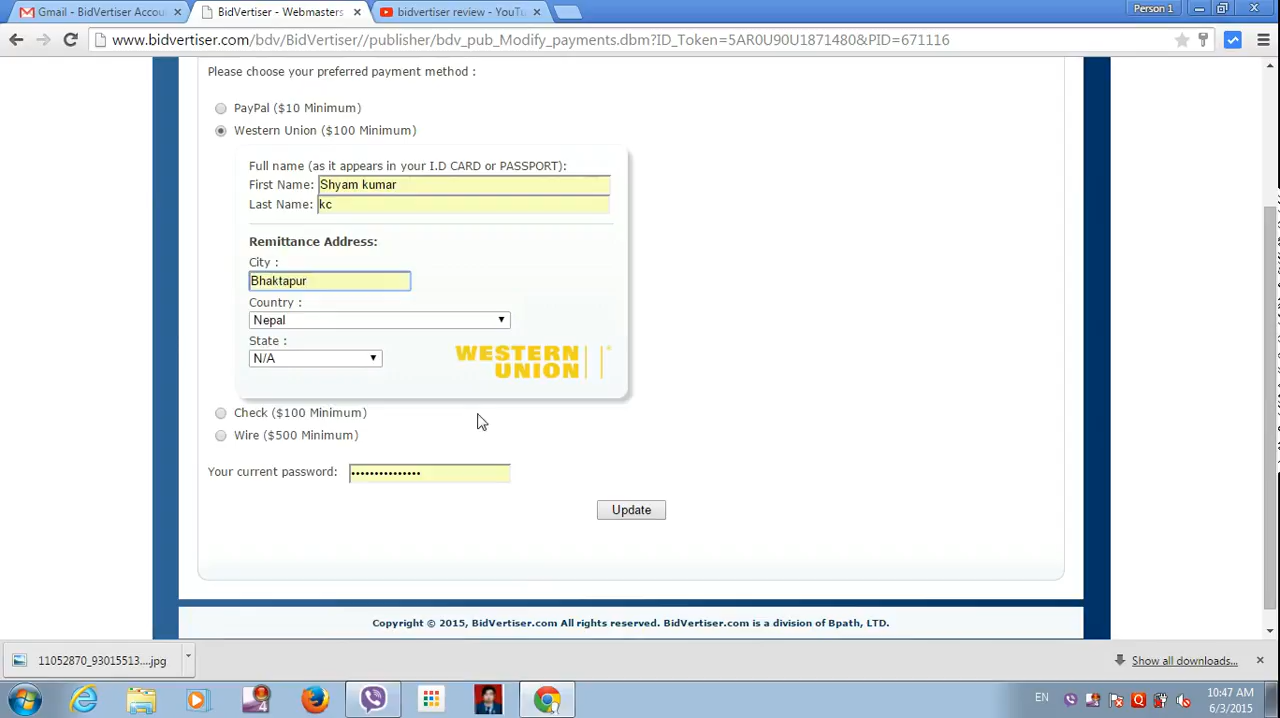 Gmail - BidVertiser Accou
BidVertiser - Webmasters
bidvertiser review - YouTu
Person 1
www.bidvertiser.com/bdv/BidVertiser//publisher/bdv_pub_Modify_payments.dbm?ID_Token=5AR0U90U1871480&PID=671116
Please choose your preferred payment method :
PayPal ($10 Minimum)
Western Union ($100 Minimum)
Full name (as it appears in your I.D CARD or PASSPORT):
First Name: Shyam kumar
Last Name: kc
Remittance Address:
City :
Bhaktapur
Country :
Nepal
State :
N/A
WESTERN
UNION
Check ($100 Minimum)
Wire ($500 Minimum)
Your current password: •••••••••••••••
Update
Copyright © 2015, BidVertiser.com All rights reserved. BidVertiser.com is a division of Bpath, LTD.
11052870_93015513....jpg
Show all downloads...
4
EN
10:47 AM
6/3/2015